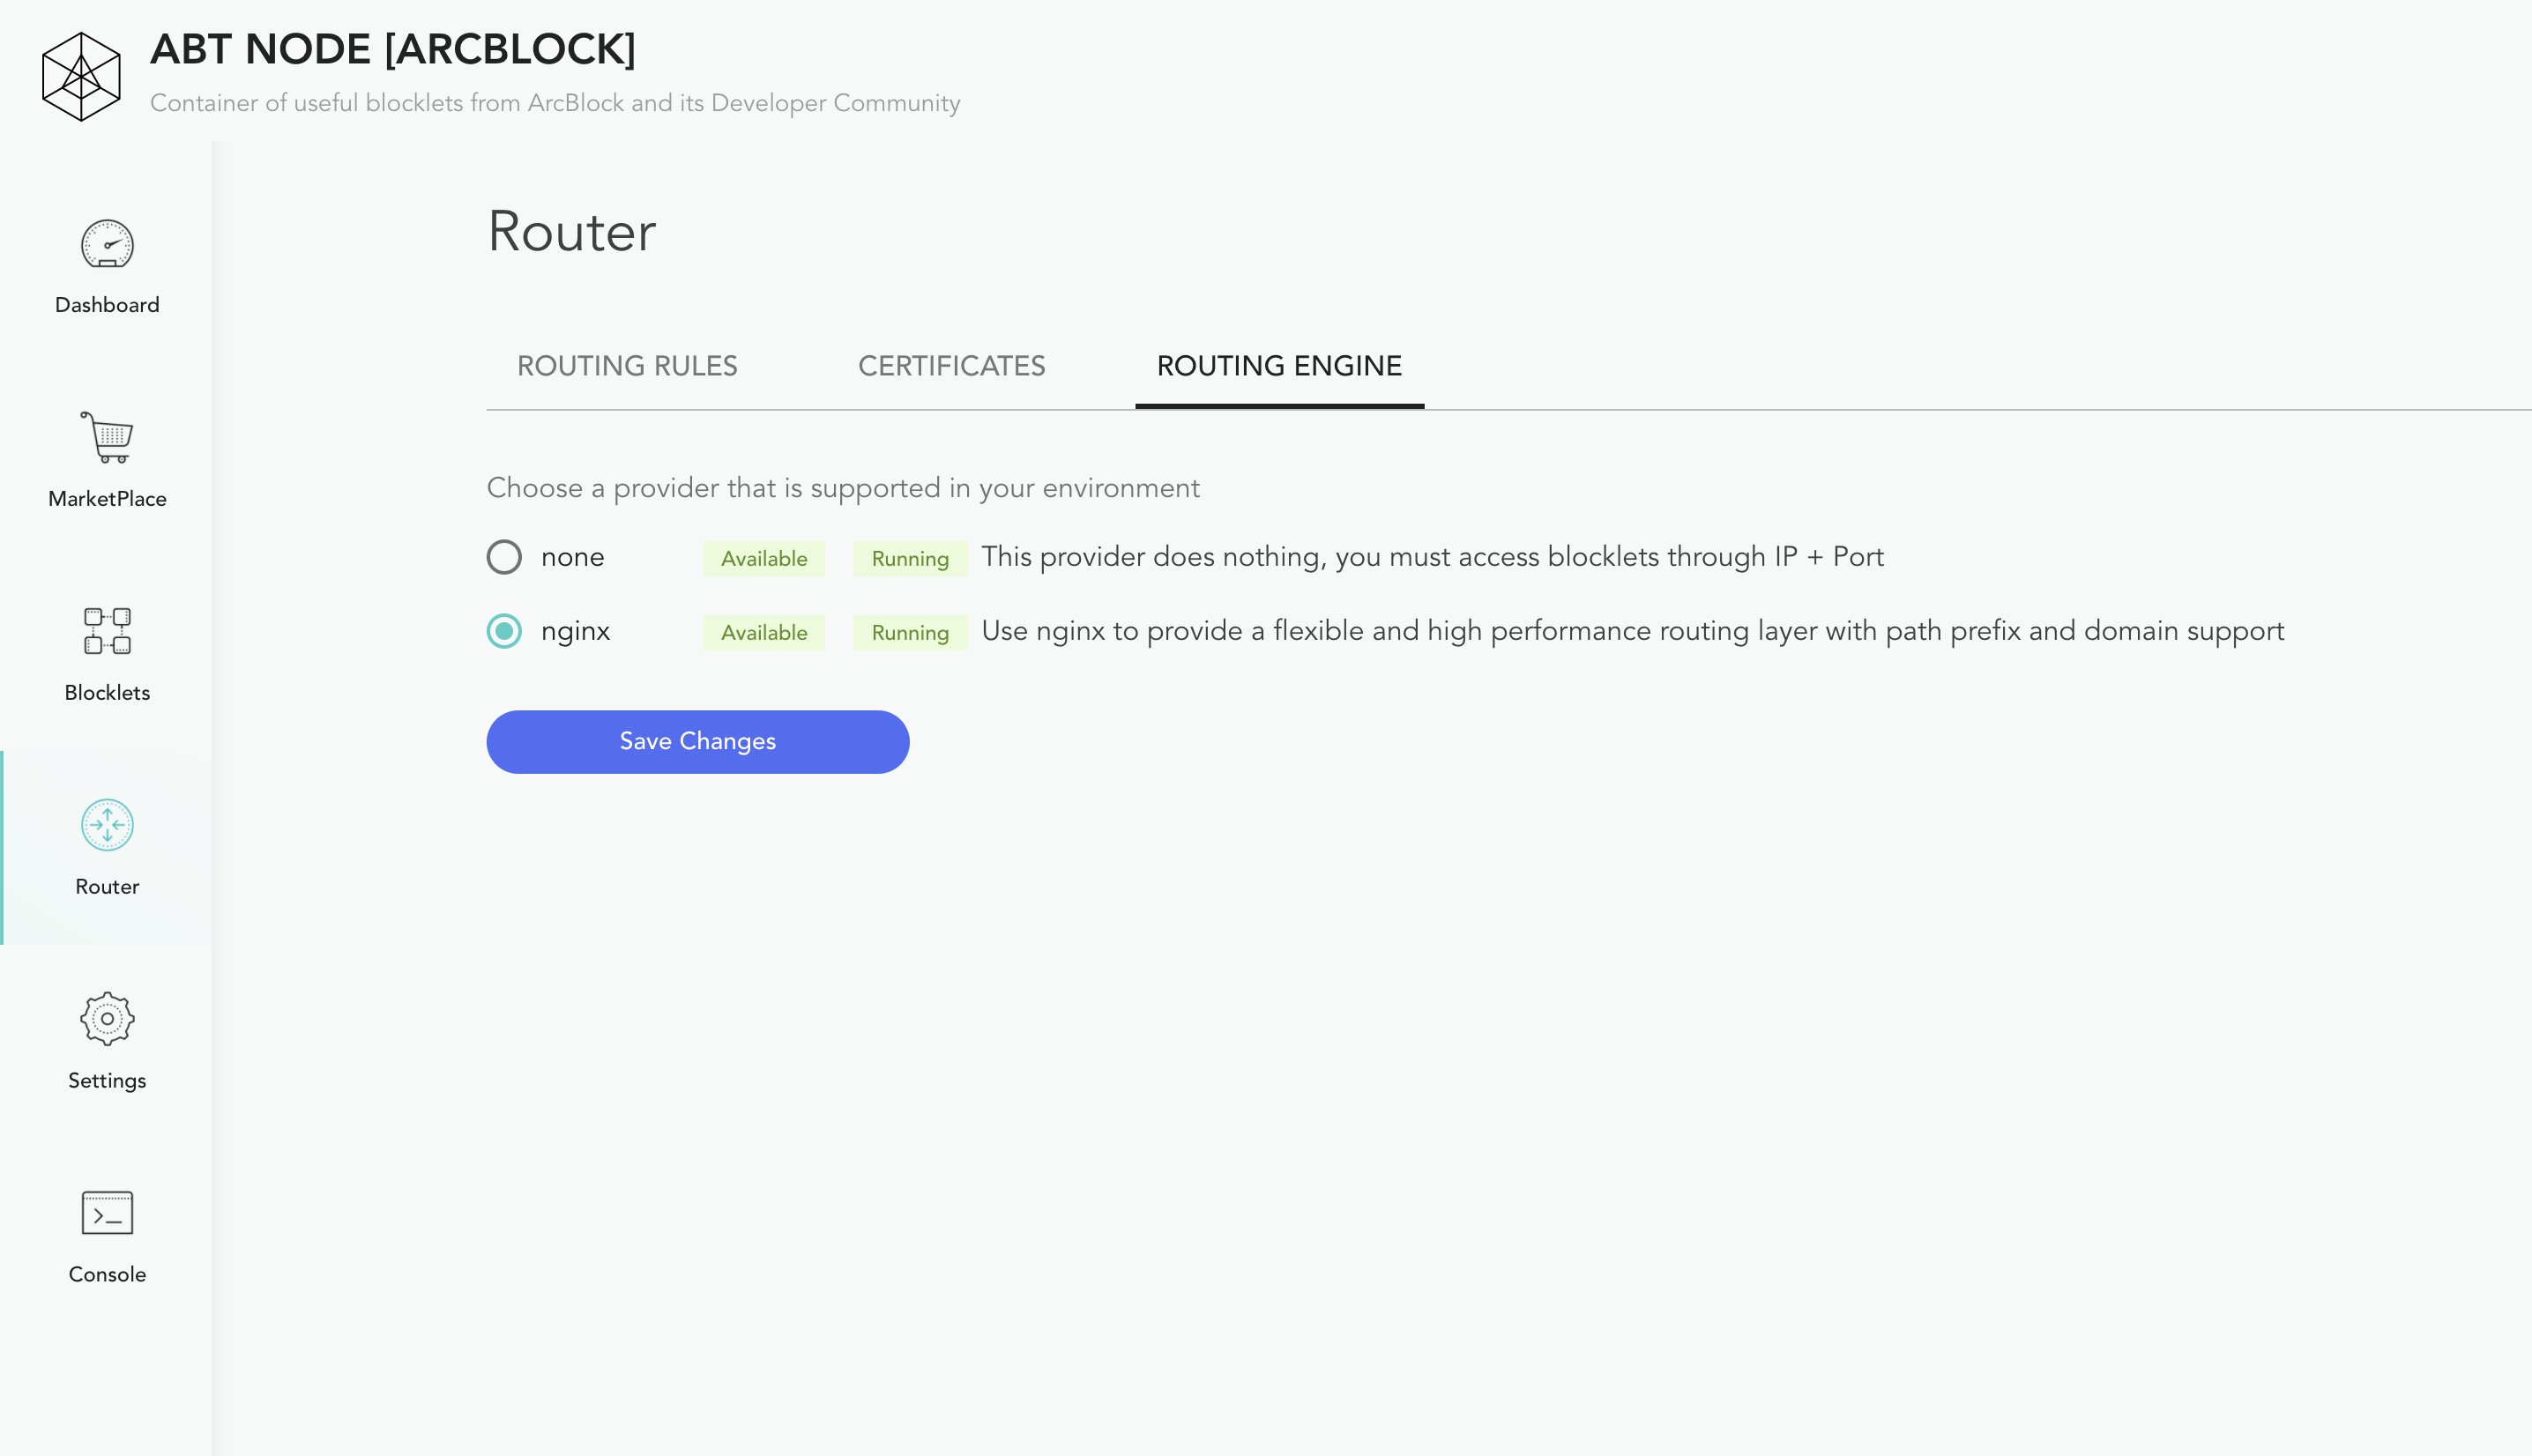 ABT NODE [ARCBLOCK]
Container of useful blocklets from ArcBlock and its Developer Community
Dashboard
MarketPlace
Blocklets
Router
Settings
Console
Router
ROUTING RULES CERTIFICATES ROUTING ENGINE
Choose a provider that is supported in your environment
none Available Running This provider does nothing, you must access blocklets through IP + Port
nginx Available Running Use nginx to provide a flexible and high performance routing layer with path prefix and domain support
Save Changes